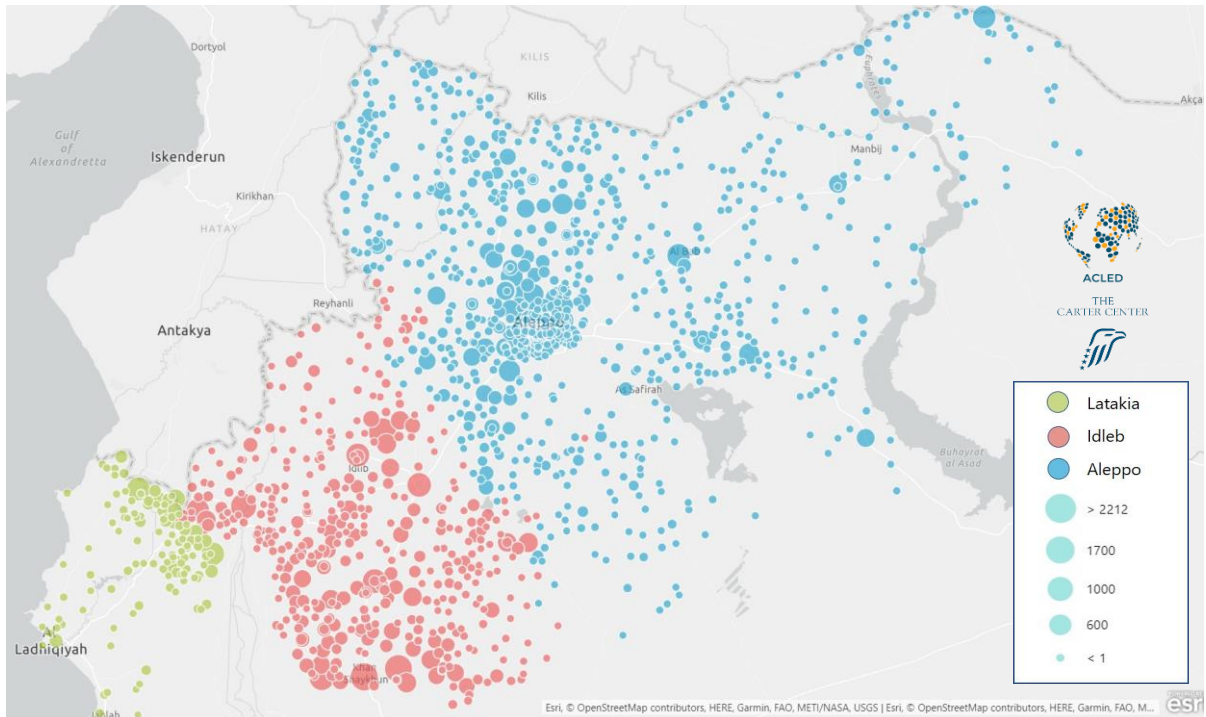 Dortyol
KILIS
Kilis
Euphrates
Akça
Gulf
of
Alexandretta
Iskenderun
Manbij
Kirikhan
HATAY
ACLED
THE
CARTER CENTER
Al Bab
Reyhanli
Antakya
Aleppo
As Safirah
Latakia
Idleb
Aleppo
Buhayrat
al Asad
Idlib
> 2212
1700
1000
600
< 1
Al
Ladhiqiyah
Khan
Shaykhun
Esri, © OpenStreetMap contributors, HERE, Garmin, FAO, METI/NASA, USGS | Esri, © OpenStreetMap contributors, HERE, Garmin, FAO, M...
esri